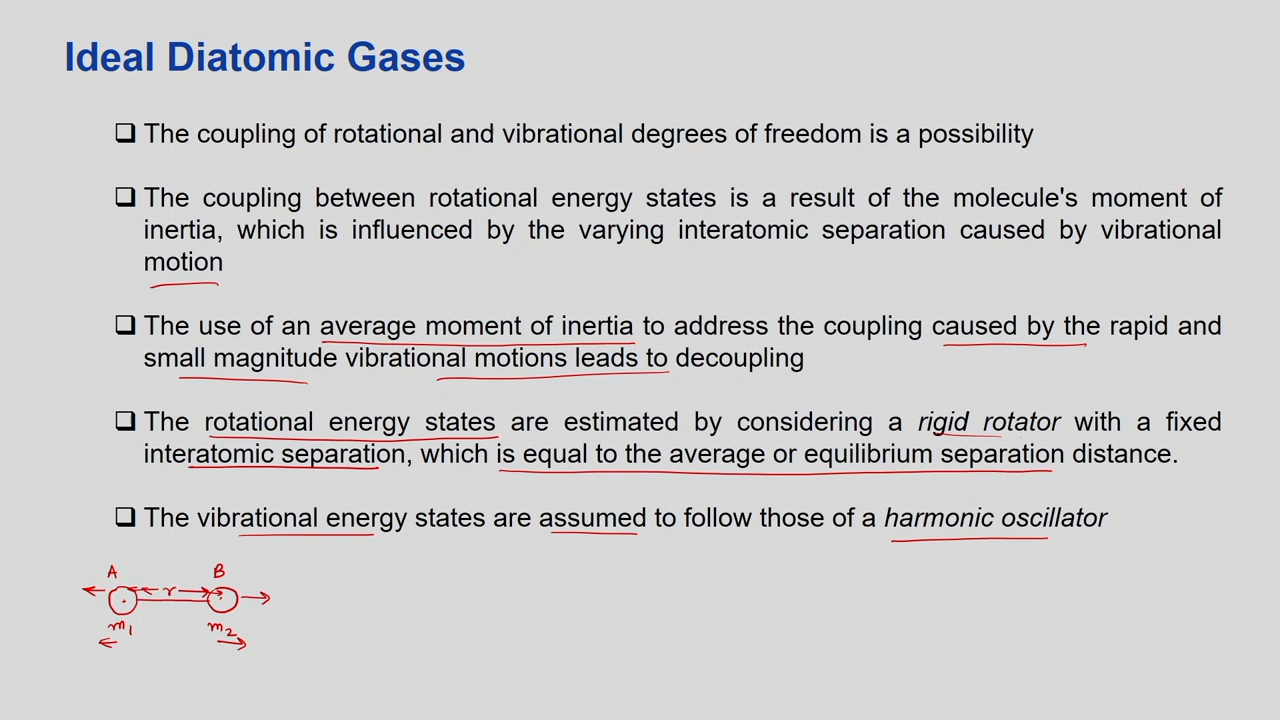 Ideal Diatomic Gases
❑ The coupling of rotational and vibrational degrees of freedom is a possibility
❑ The coupling between rotational energy states is a result of the molecule's moment of
inertia, which is influenced by the varying interatomic separation caused by vibrational
motion
❑ The use of an average moment of inertia to address the coupling caused by the rapid and
small magnitude vibrational motions leads to decoupling
❑ The rotational energy states are estimated by considering a rigid rotator with a fixed
interatomic separation, which is equal to the average or equilibrium separation distance.
❑ The vibrational energy states are assumed to follow those of a harmonic oscillator
A B
r
m1 m2